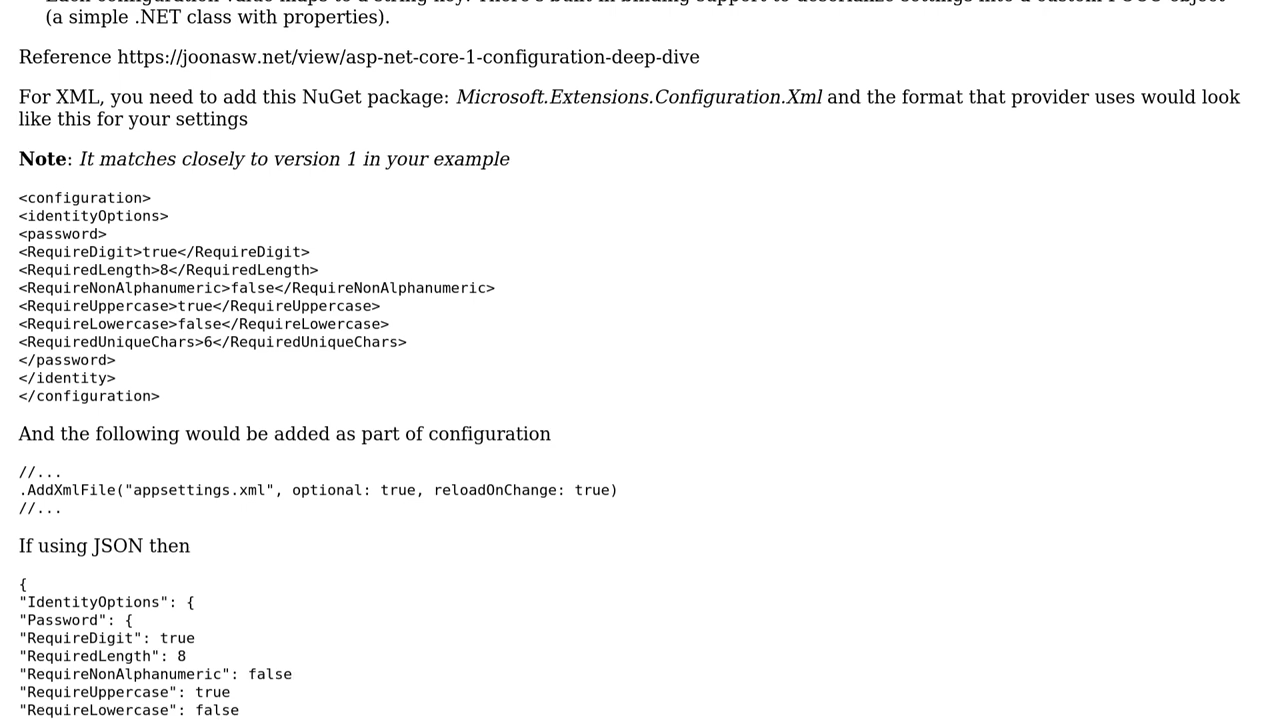 (a simple .NET class with properties).
Reference https://joonasw.net/view/asp-net-core-1-configuration-deep-dive
For XML, you need to add this NuGet package: Microsoft.Extensions.Configuration.Xml and the format that provider uses would look
like this for your settings
Note: It matches closely to version 1 in your example
<configuration>
<identityOptions>
<password>
<RequireDigit>true</RequireDigit>
<RequiredLength>8</RequiredLength>
<RequireNonAlphanumeric>false</RequireNonAlphanumeric>
<RequireUppercase>true</RequireUppercase>
<RequireLowercase>false</RequireLowercase>
<RequiredUniqueChars>6</RequiredUniqueChars>
</password>
</identity>
</configuration>
And the following would be added as part of configuration
//...
.AddXmlFile("appsettings.xml", optional: true, reloadOnChange: true)
//...
If using JSON then
{
"IdentityOptions": {
"Password": {
"RequireDigit": true
"RequiredLength": 8
"RequireNonAlphanumeric": false
"RequireUppercase": true
"RequireLowercase": false